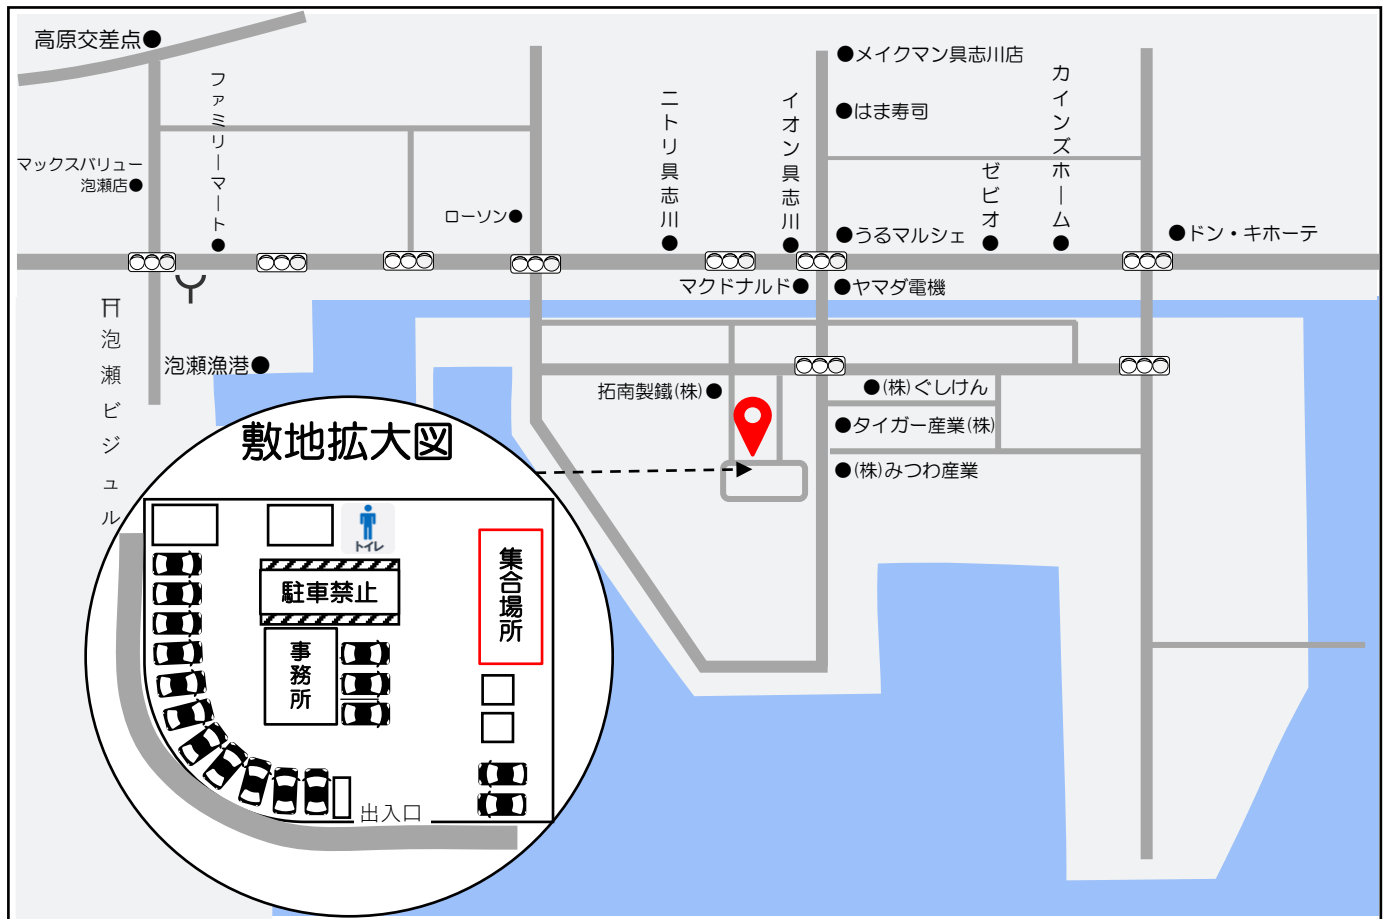 高原交差点
メイクマン具志川店
ファミリーマート
ニトリ具志川
イオン具志川
はま寿司
カインズホーム
マックスバリュー
泡瀬店
ローソン
ゼビオ
うるマルシェ
ドン・キホーテ
マクドナルド
ヤマダ電機
泡瀬ビジュル
泡瀬漁港
拓南製鐵(株)
(株)ぐしけん
タイガー産業(株)
(株)みつわ産業
敷地拡大図
トイレ
集合場所
駐車禁止
事務所
出入口